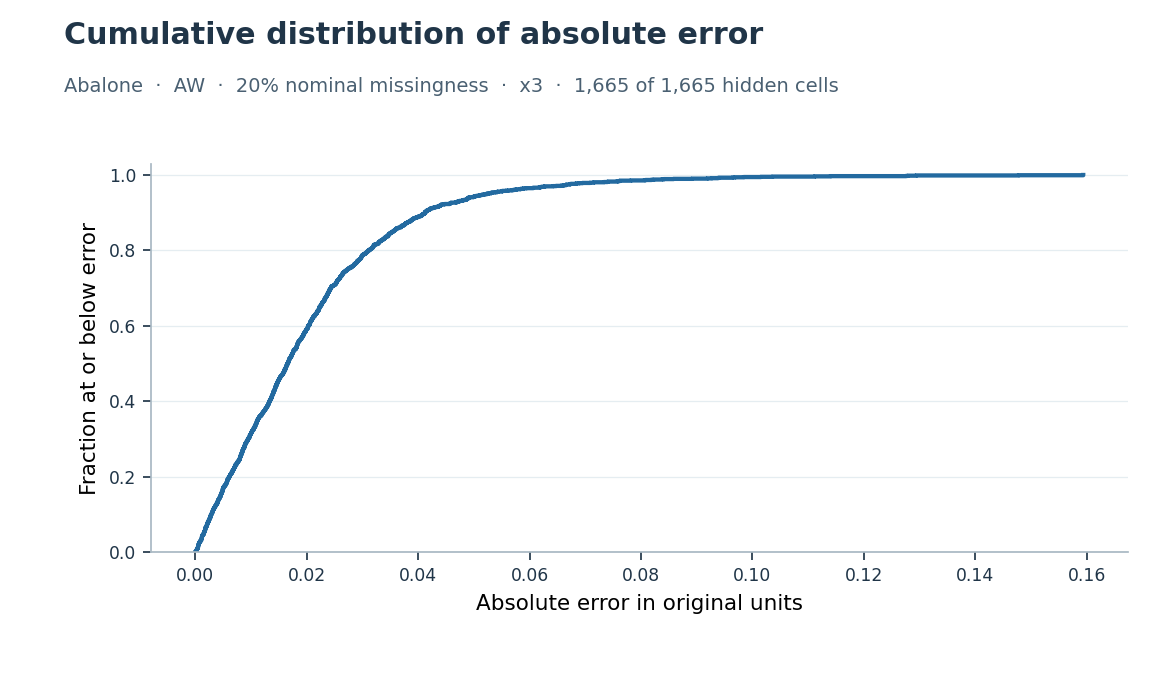 Cumulative distribution of absolute error
Abalone · AW · 20% nominal missingness · x3 · 1,665 of 1,665 hidden cells
Fraction at or below error
1.0
0.8
0.6
0.4
0.2
0.0
0.00 0.02 0.04 0.06 0.08 0.10 0.12 0.14 0.16
Absolute error in original units